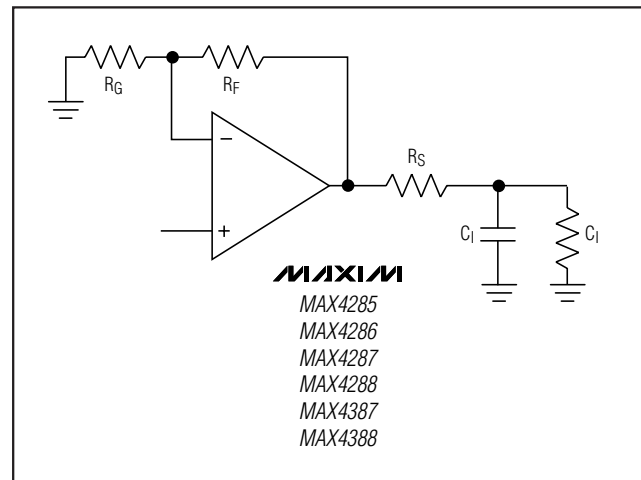 RG
RF
−
+
RS
CI
CI
MAXIM
MAX4285
MAX4286
MAX4287
MAX4288
MAX4387
MAX4388